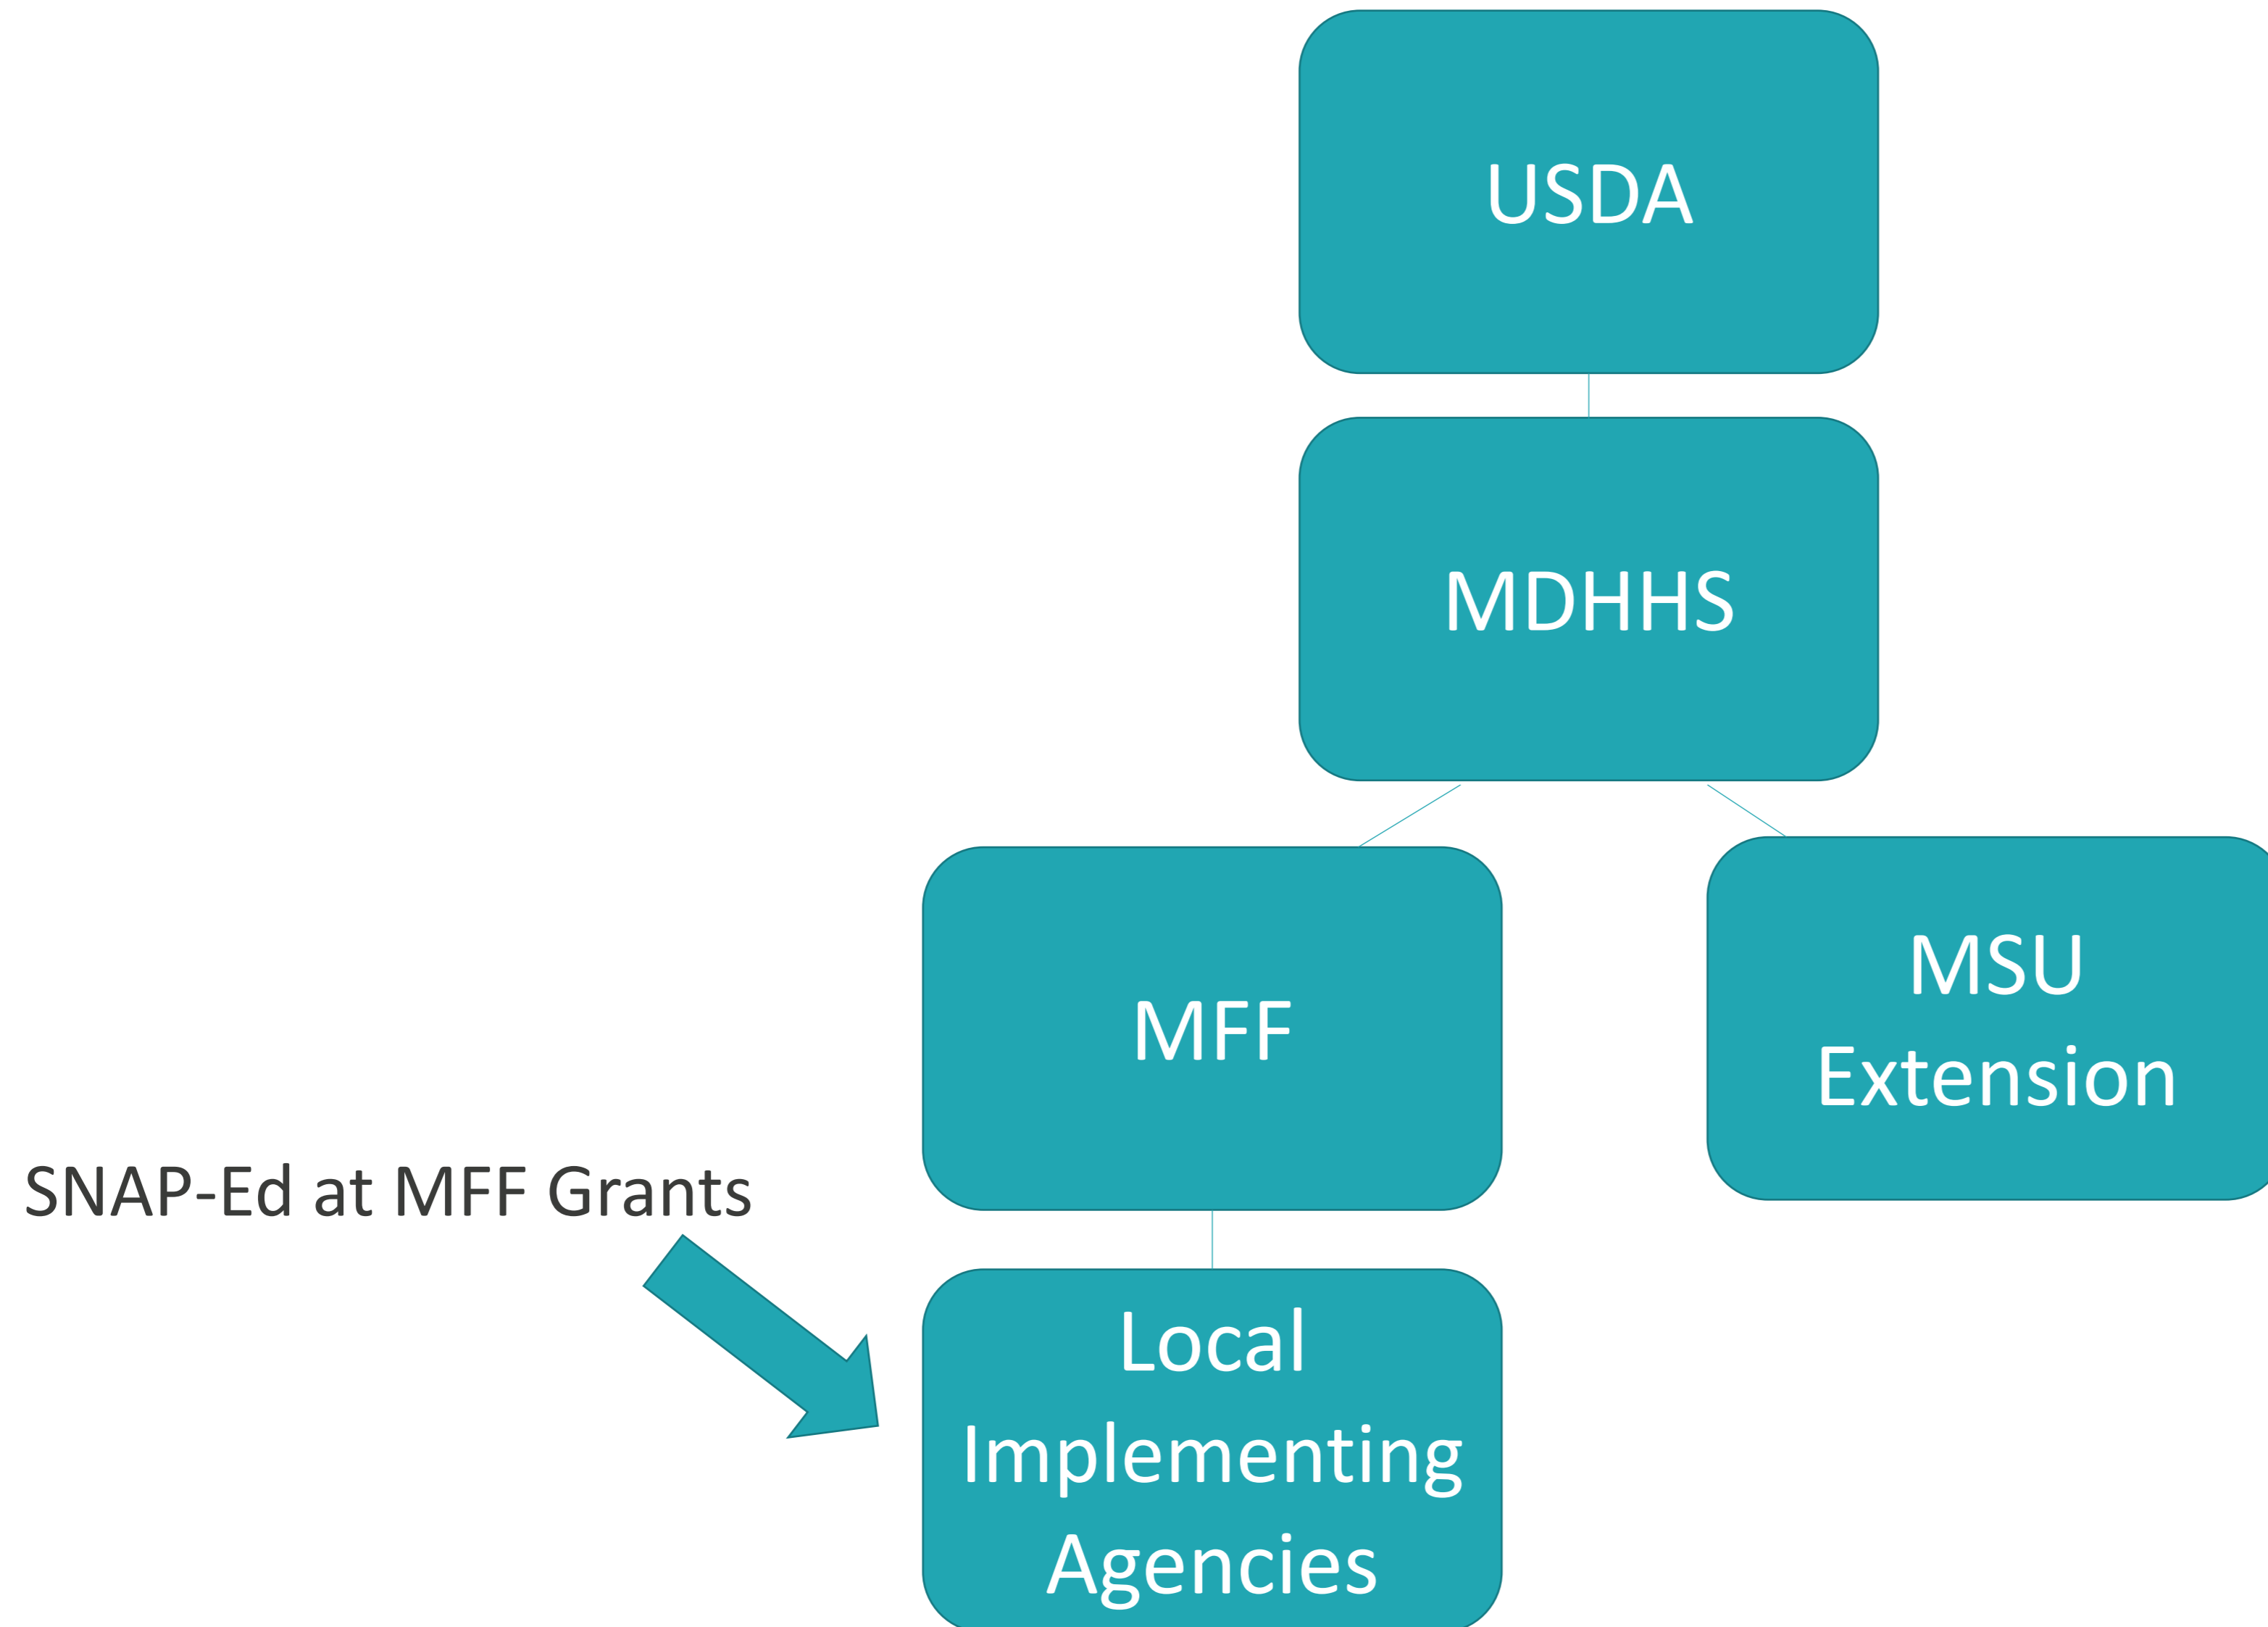 USDA
MDHHS
MFF
MSU
Extension
SNAP-Ed at MFF Grants
Local
Implementing
Agencies